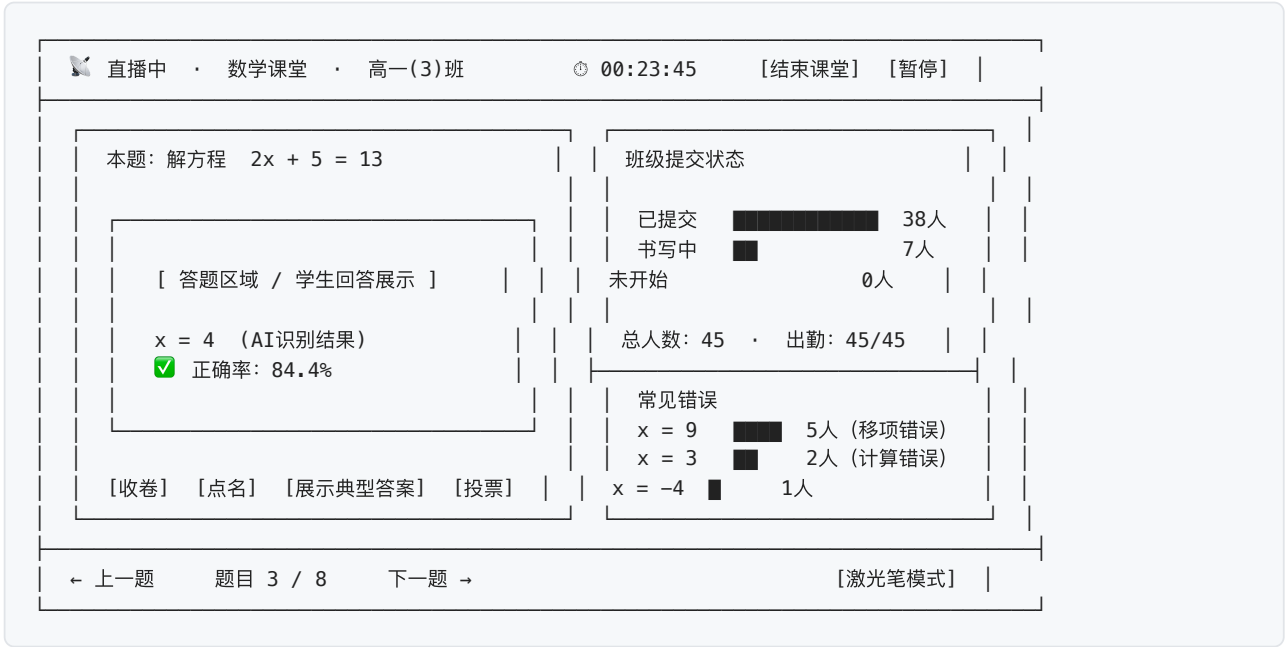 直播中 · 数学课堂 · 高一(3)班 00:23:45 [结束课堂] [暂停]
本题：解方程 2x + 5 = 13
[ 答题区域 / 学生回答展示 ]
x = 4 (AI识别结果)
✅ 正确率：84.4%
[收卷] [点名] [展示典型答案] [投票]
班级提交状态
已提交 38人
书写中 7人
未开始 0人
总人数：45 · 出勤：45/45
常见错误
x = 9 5人（移项错误）
x = 3 2人（计算错误）
x = −4 1人
← 上一题 题目 3 / 8 下一题 → [激光笔模式]